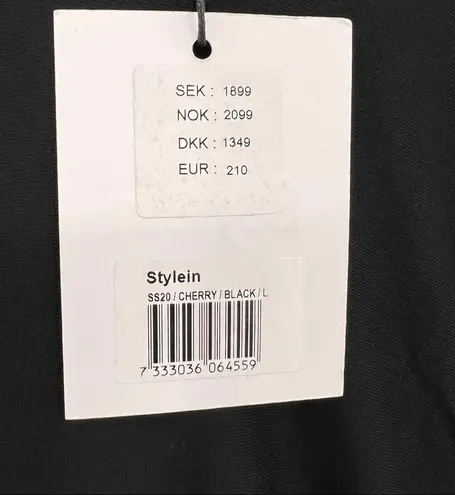 SEK : 1899
NOK : 2099
DKK : 1349
EUR : 210
Stylein
SS20 / CHERRY / BLACK / L
7 333036 064559